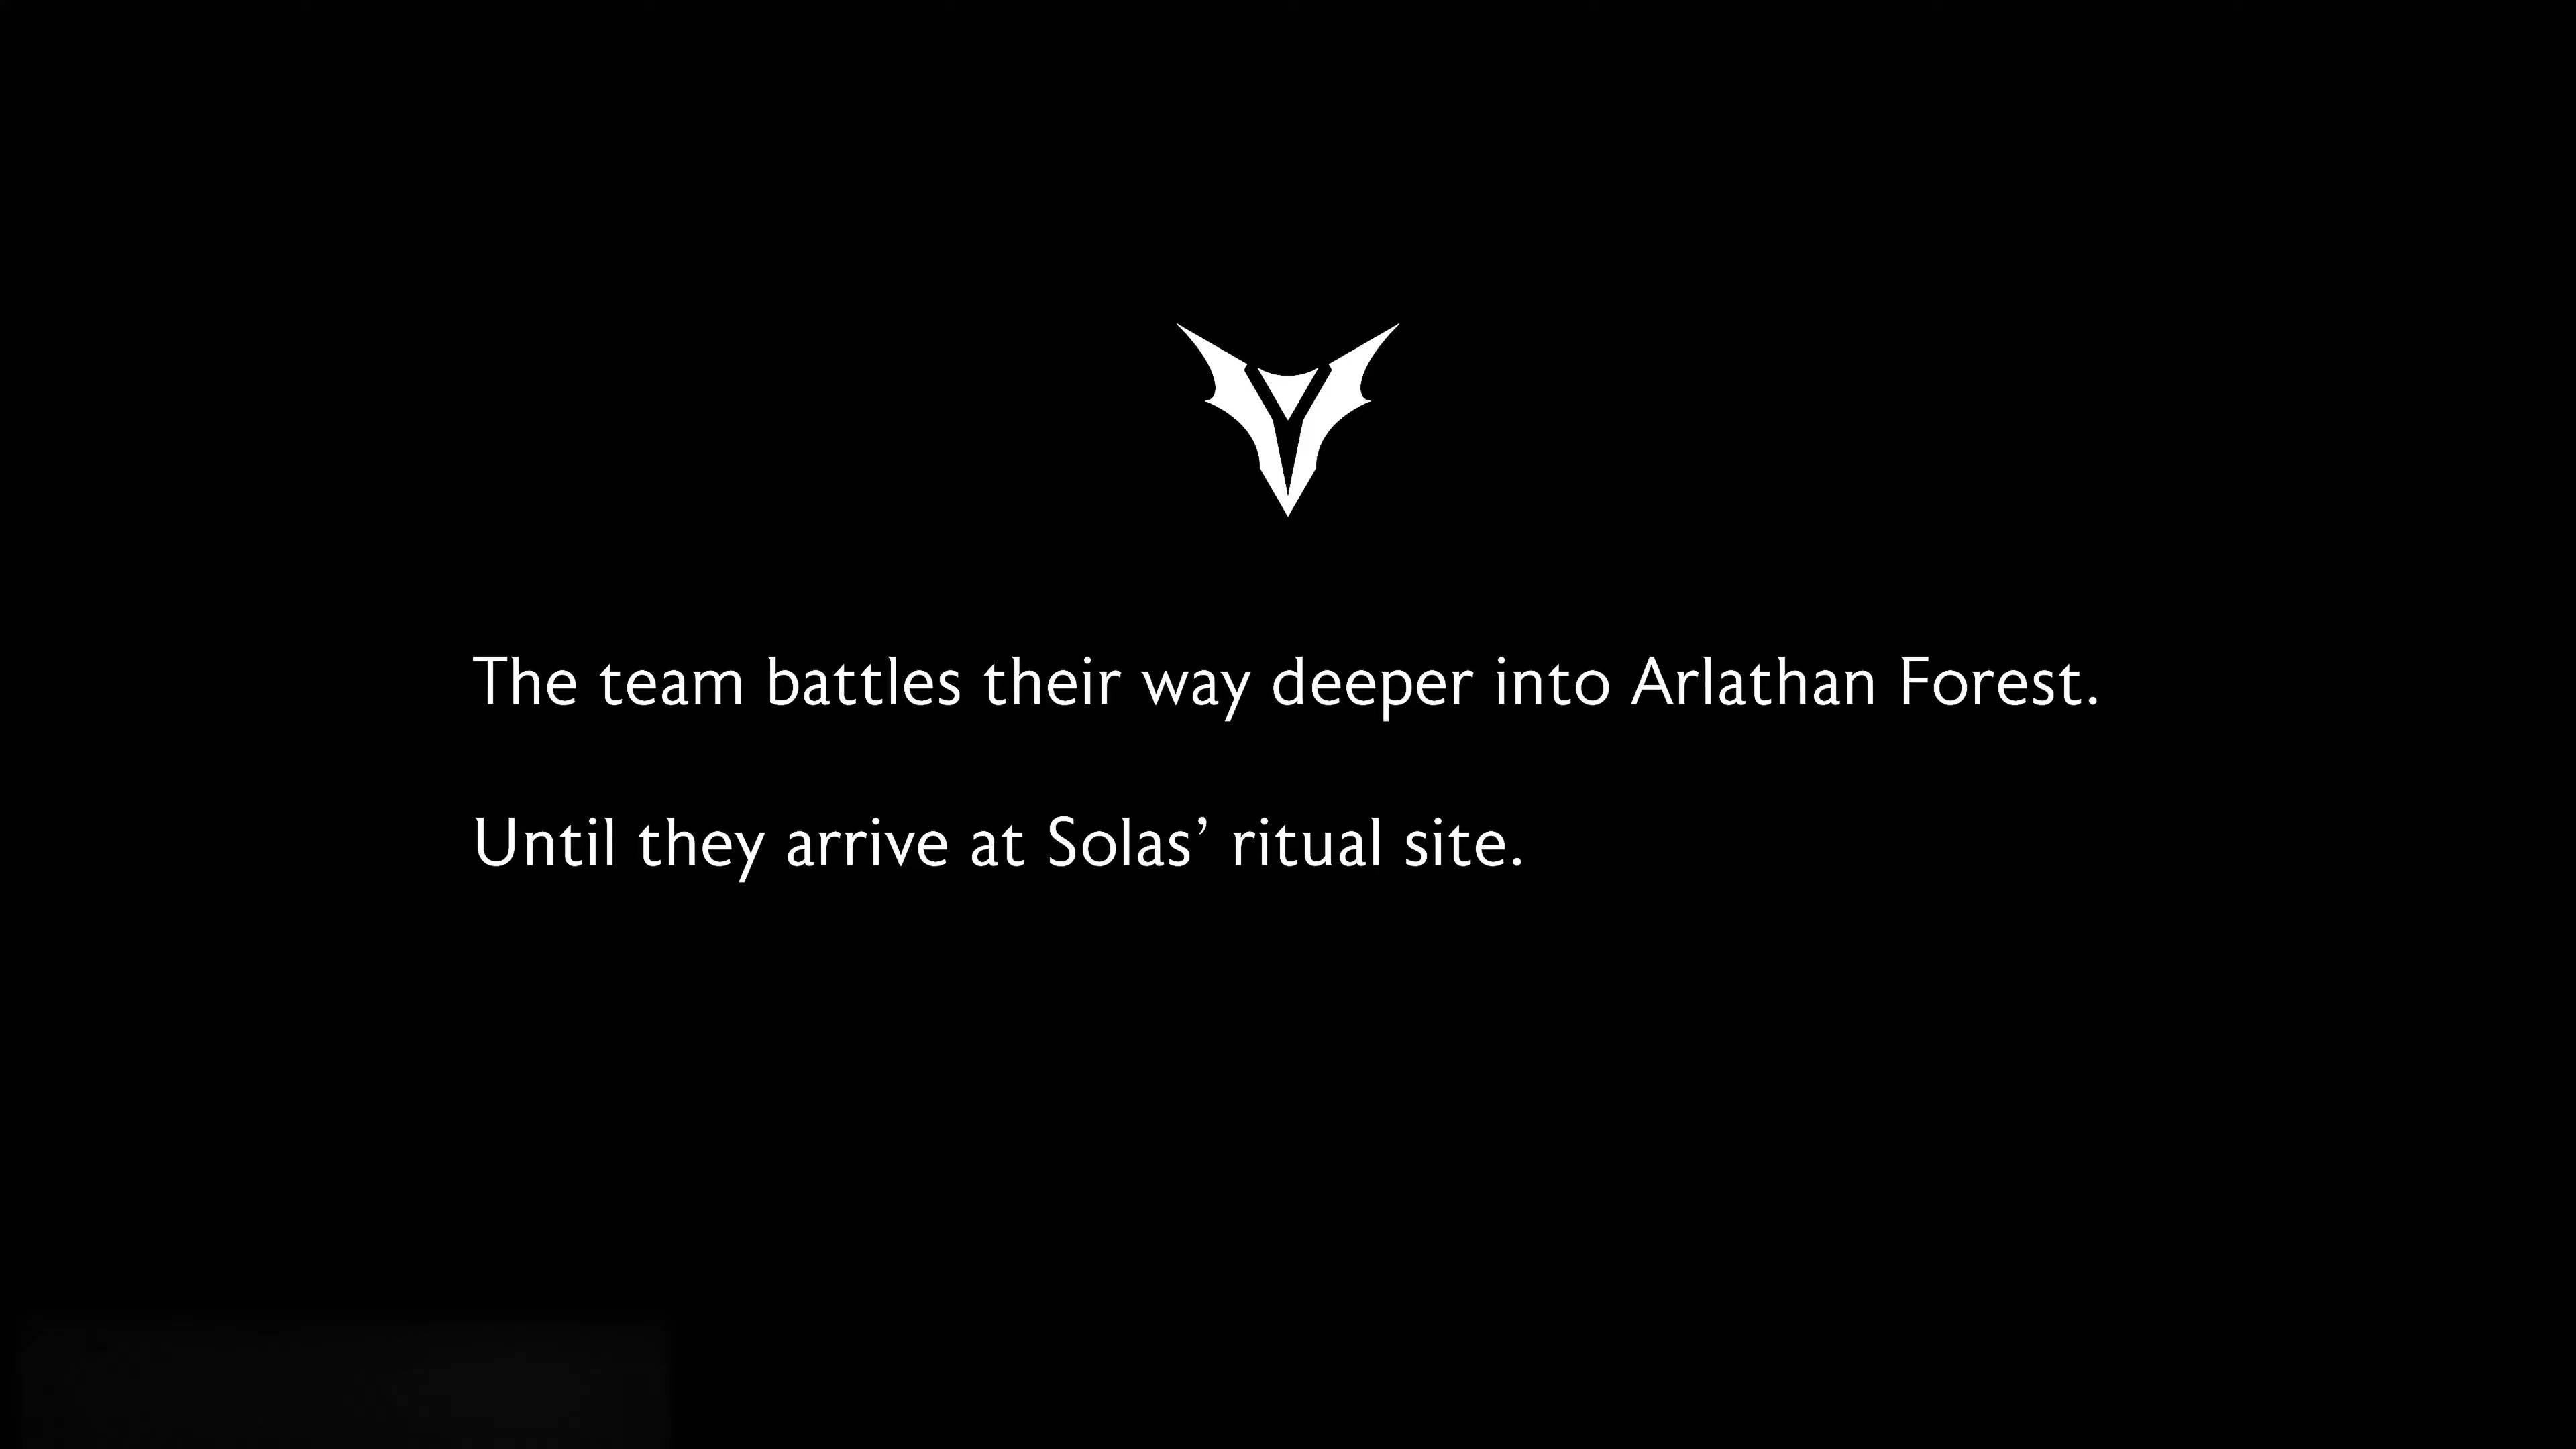 The team battles their way deeper into Arlathan Forest.
Until they arrive at Solas’ ritual site.